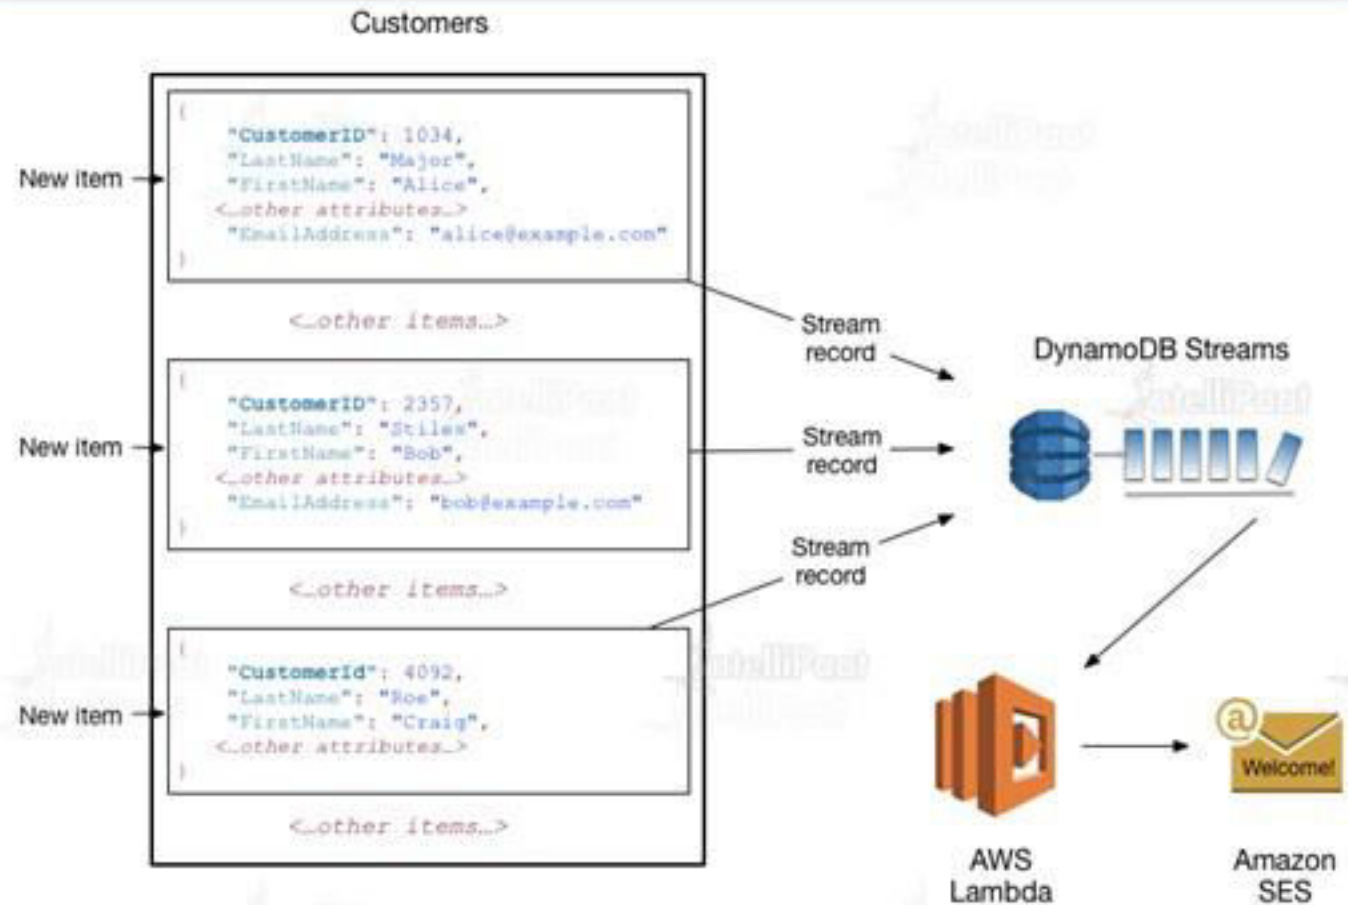 Customers
{
"CustomerID": 1034,
"LastName": "Major",
"FirstName": "Alice",
<…other attributes…>
"EmailAddress": "alice@example.com"
}
New item
<…other items…>
{
"CustomerID": 2357,
"LastName": "Stiles",
"FirstName": "Bob",
<…other attributes…>
"EmailAddress": "bob@example.com"
}
New item
<…other items…>
{
"CustomerId": 4092,
"LastName": "Roe",
"FirstName": "Craig",
<…other attributes…>
}
New item
<…other items…>
Stream
record
Stream
record
Stream
record
DynamoDB Streams
IntelliPaat
IntelliPaat
@
Welcome!
AWS
Lambda
Amazon
SES